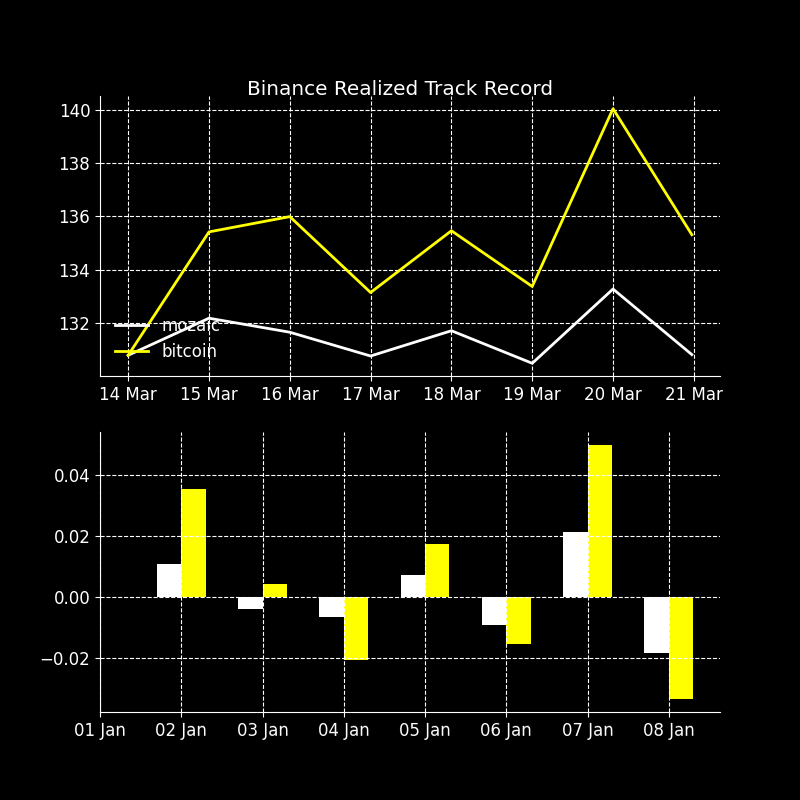 Binance Realized Track Record
140
138
136
134
132
mozaic
bitcoin
14 Mar 15 Mar 16 Mar 17 Mar 18 Mar 19 Mar 20 Mar 21 Mar
0.04
0.02
0.00
−0.02
01 Jan 02 Jan 03 Jan 04 Jan 05 Jan 06 Jan 07 Jan 08 Jan